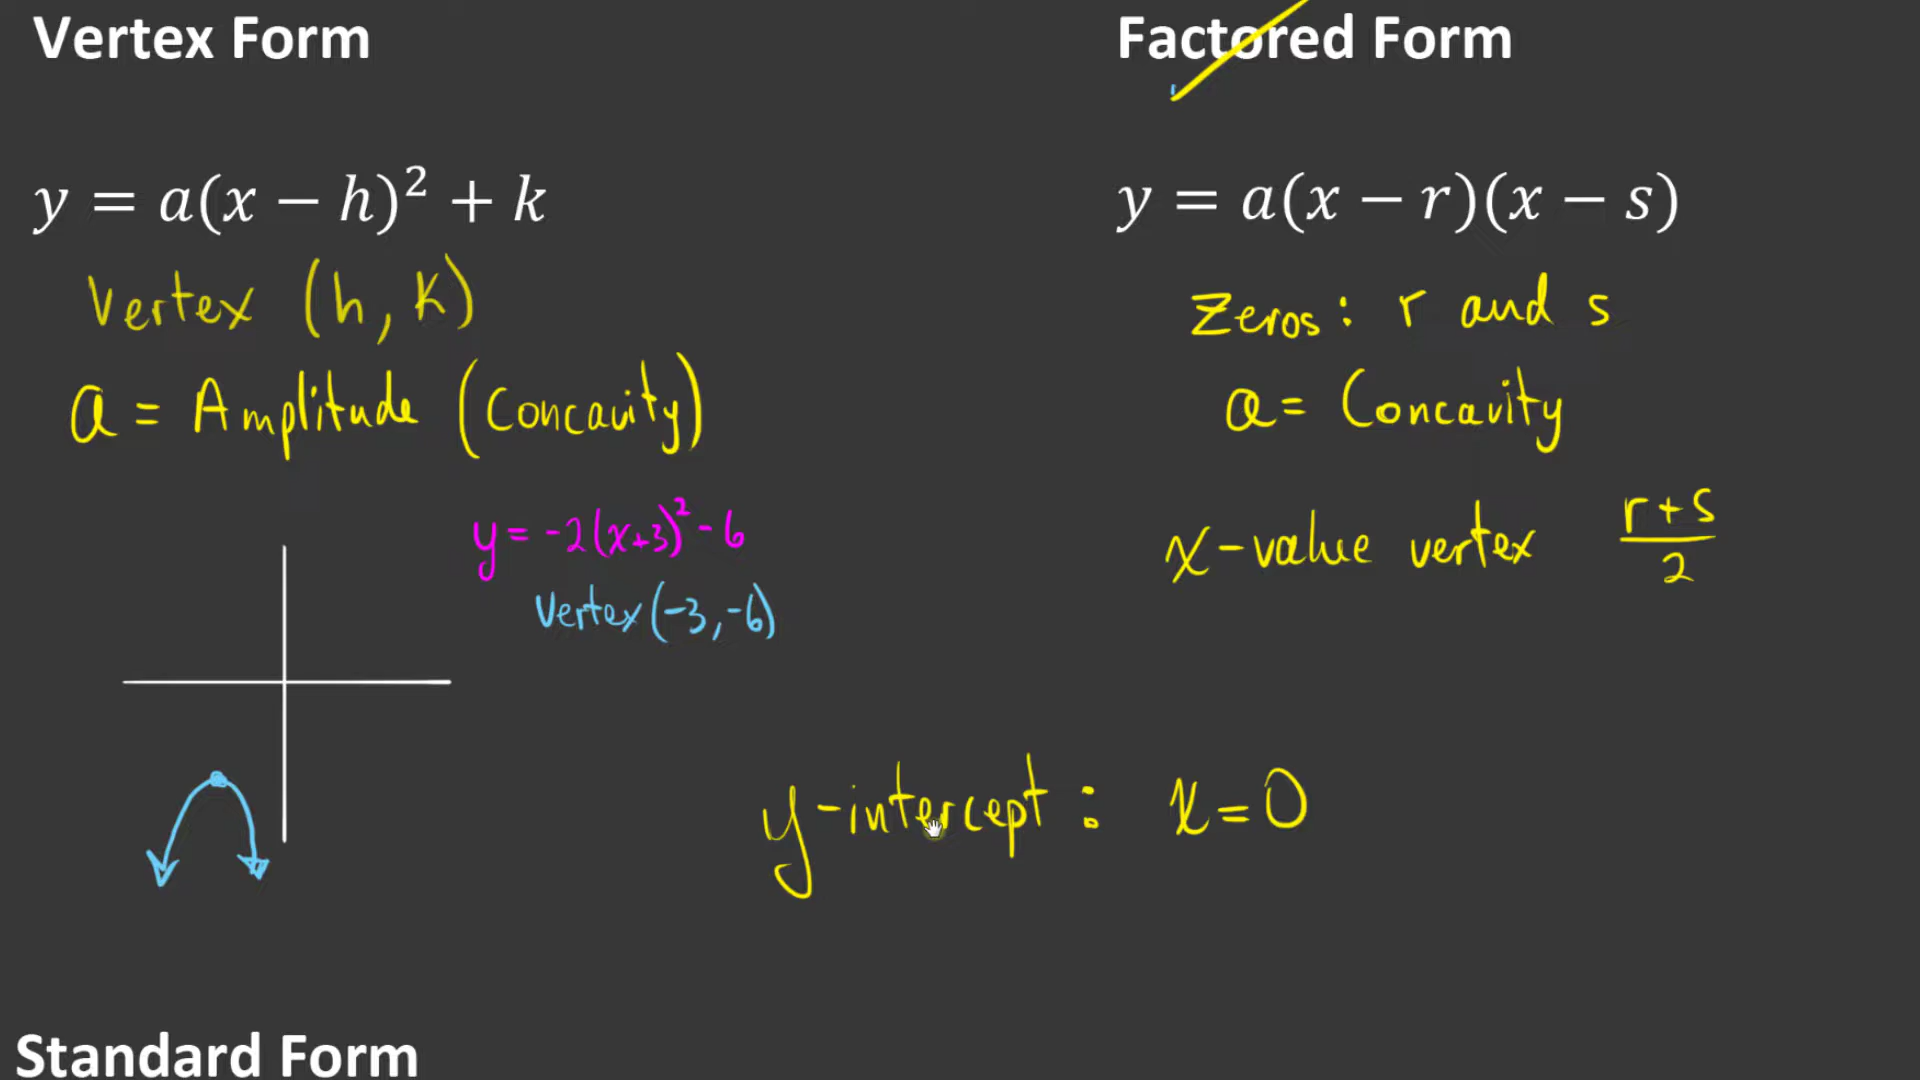 Vertex Form
y = a(x − h)² + k
Vertex (h, k)
a = Amplitude (Concavity)
y = -2(x+3)² - 6
Vertex (-3, -6)
Factored Form
y = a(x − r)(x − s)
Zeros: r and s
a = Concavity
x-value vertex r+s/2
y-intercept: x = 0
Standard Form